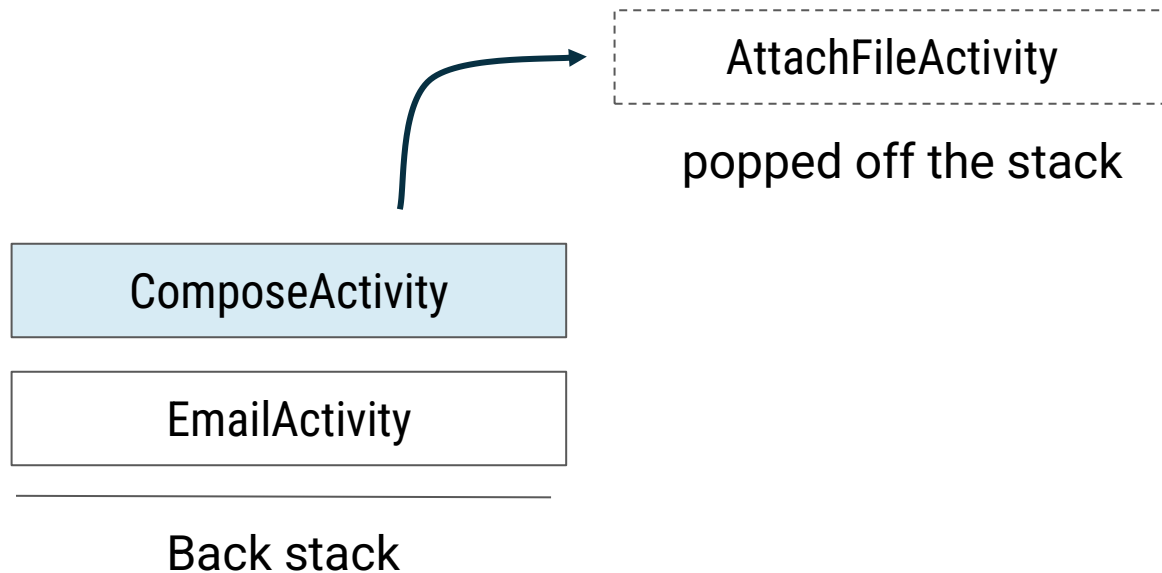 AttachFileActivity
popped off the stack
ComposeActivity
EmailActivity
Back stack